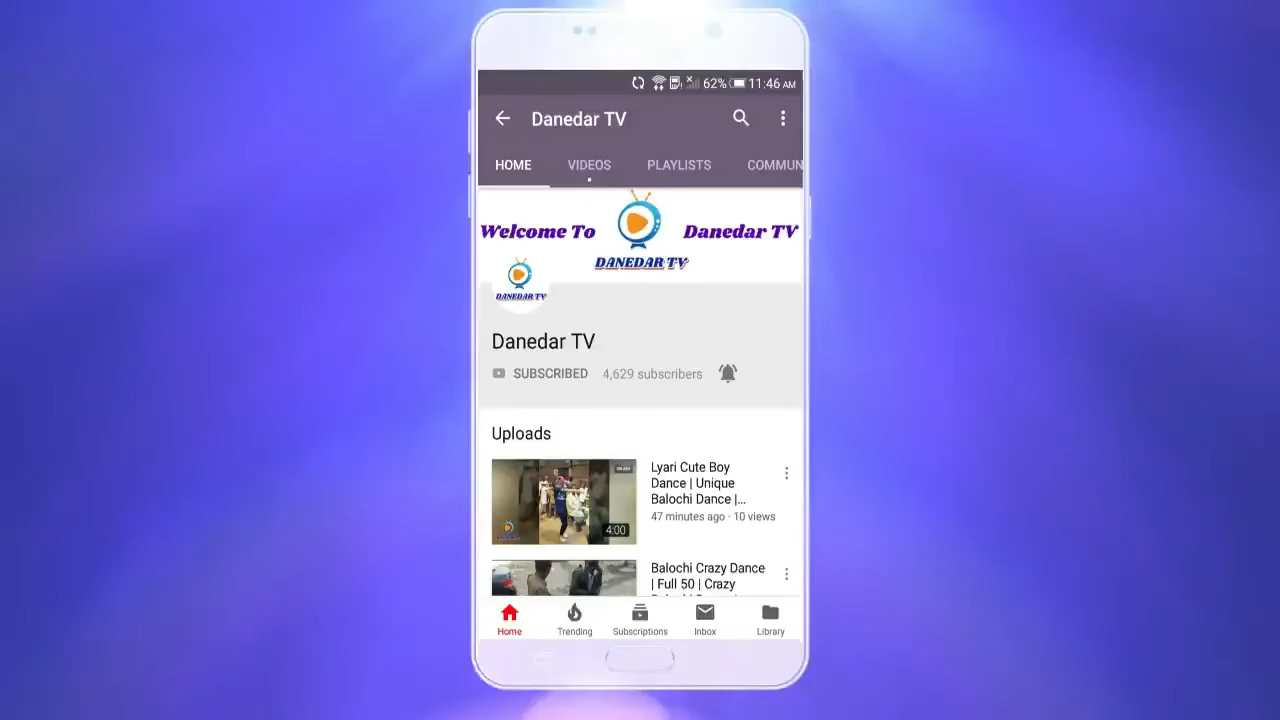 62% 11:46 AM
Danedar TV
HOME VIDEOS PLAYLISTS COMMUN
Welcome To Danedar TV
DANEDAR TV
DANEDAR TV
Danedar TV
SUBSCRIBED 4,629 subscribers
Uploads
4:00
Lyari Cute Boy
Dance | Unique
Balochi Dance |...
47 minutes ago · 10 views
Balochi Crazy Dance
| Full 50 | Crazy
Home Trending Subscriptions Inbox Library